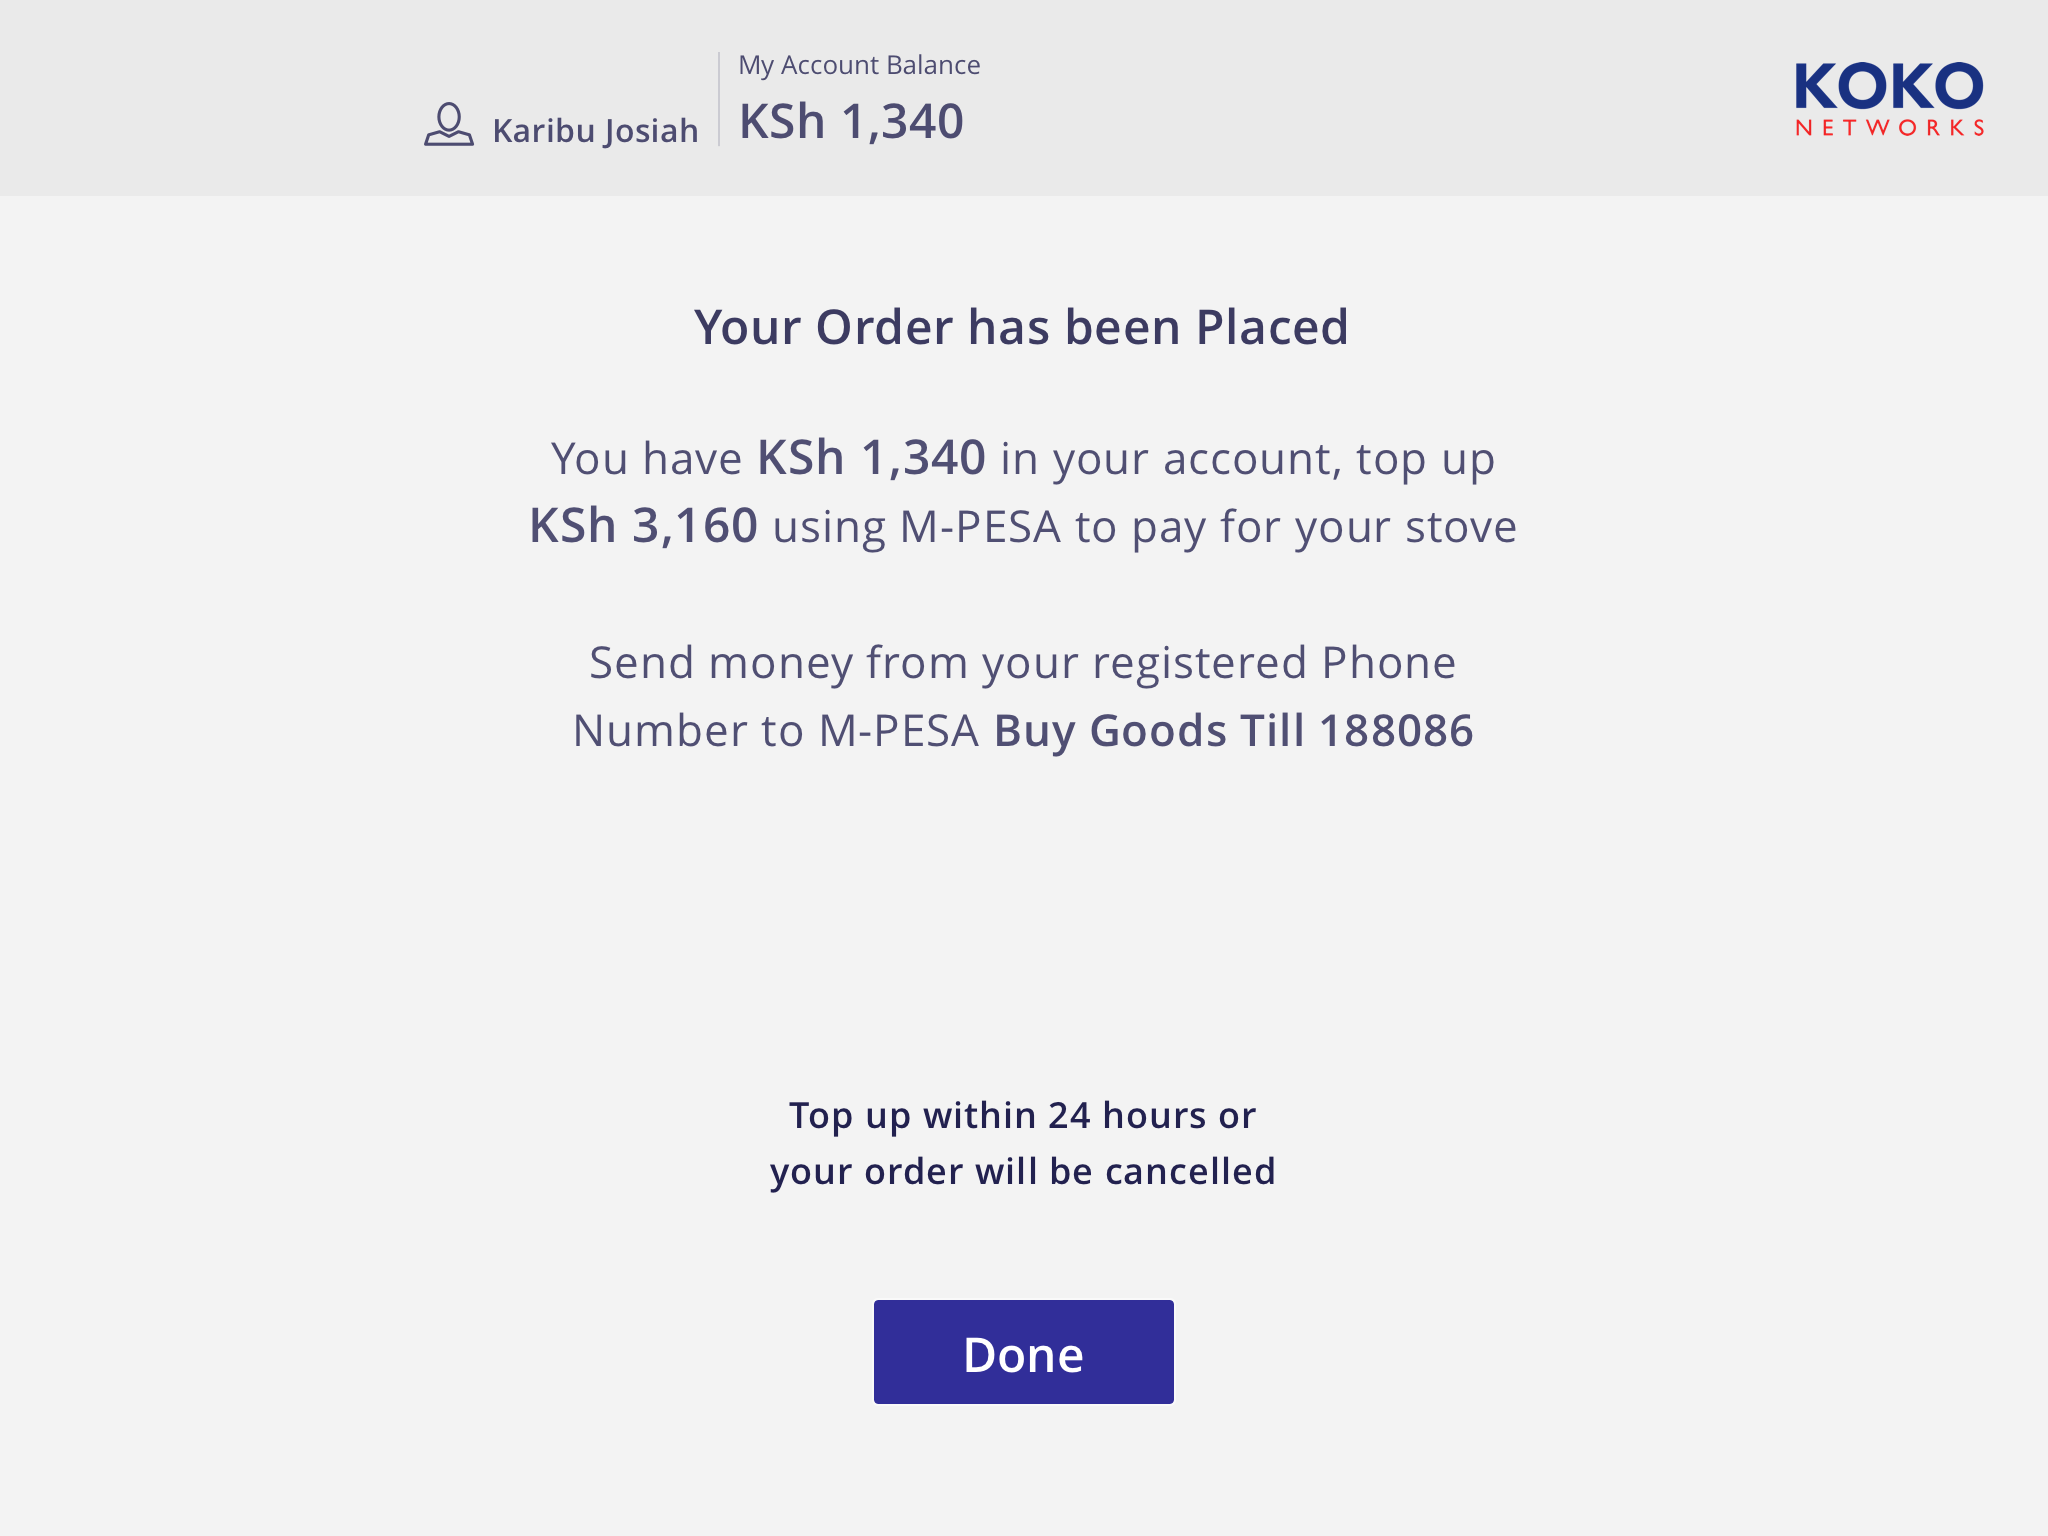 My Account Balance
Karibu Josiah
KSh 1,340
KOKO
NETWORKS
Your Order has been Placed
You have KSh 1,340 in your account, top up
KSh 3,160 using M-PESA to pay for your stove
Send money from your registered Phone
Number to M-PESA Buy Goods Till 188086
Top up within 24 hours or
your order will be cancelled
Done